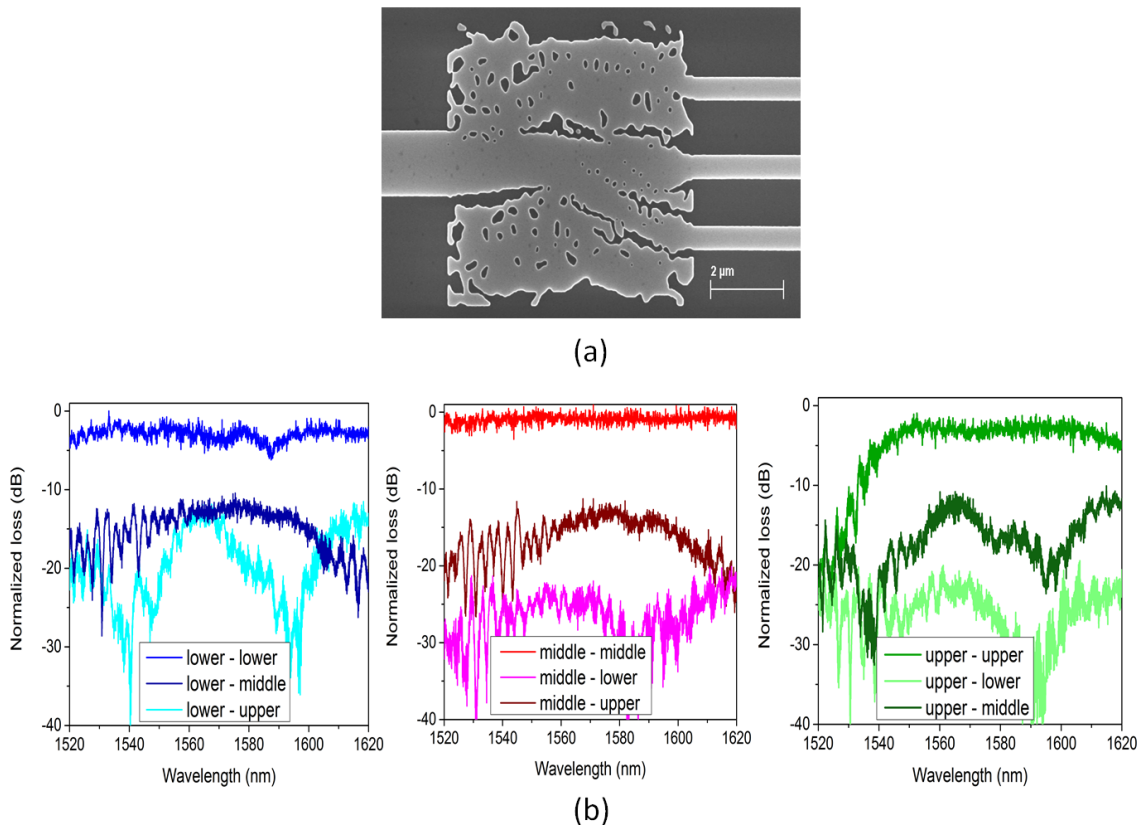 2 µm
(a)
0
-10
-20
-30
-40
Normalized loss (dB)
lower - lower
lower - middle
lower - upper
1520 1540 1560 1580 1600 1620
Wavelength (nm)
0
-10
-20
-30
-40
Normalized loss (dB)
middle - middle
middle - lower
middle - upper
1520 1540 1560 1580 1600 1620
Wavelength (nm)
0
-10
-20
-30
-40
Normalized loss (dB)
upper - upper
upper - lower
upper - middle
1520 1540 1560 1580 1600 1620
Wavelength (nm)
(b)